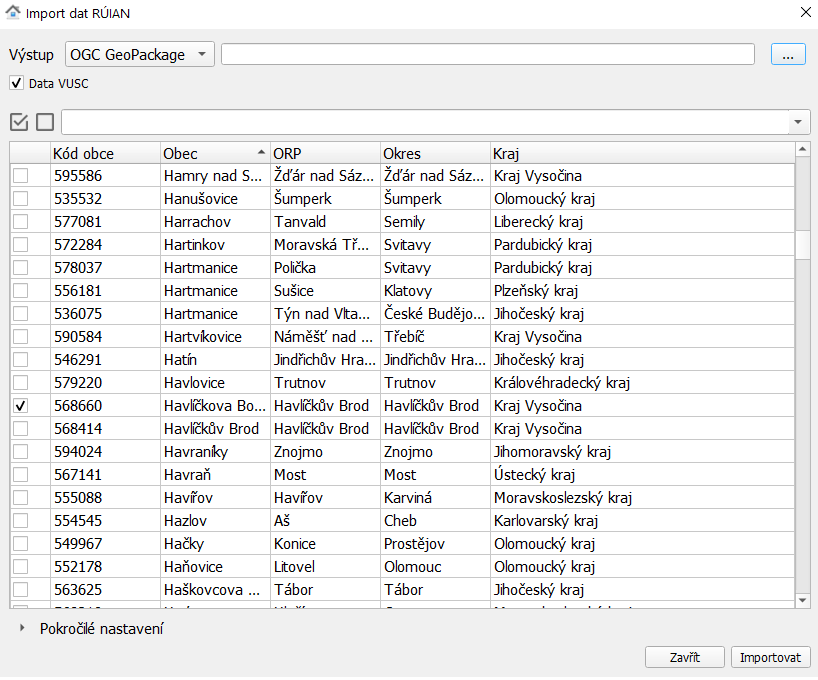 Import dat RÚIAN
Výstup OGC GeoPackage ...
Data VUSC
Kód obce Obec ORP Okres Kraj
595586 Hamry nad S... Žďár nad Sáz... Žďár nad Sáz... Kraj Vysočina
535532 Hanušovice Šumperk Šumperk Olomoucký kraj
577081 Harrachov Tanvald Semily Liberecký kraj
572284 Hartinkov Moravská Tř... Svitavy Pardubický kraj
578037 Hartmanice Polička Svitavy Pardubický kraj
556181 Hartmanice Sušice Klatovy Plzeňský kraj
536075 Hartmanice Týn nad Vlta... České Budějo... Jihočeský kraj
590584 Hartvíkovice Náměšť nad ... Třebíč Kraj Vysočina
546291 Hatín Jindřichův Hra... Jindřichův Hra... Jihočeský kraj
579220 Havlovice Trutnov Trutnov Královéhradecký kraj
568660 Havlíčkova Bo... Havlíčkův Brod Havlíčkův Brod Kraj Vysočina
568414 Havlíčkův Brod Havlíčkův Brod Havlíčkův Brod Kraj Vysočina
594024 Havraníky Znojmo Znojmo Jihomoravský kraj
567141 Havraň Most Most Ústecký kraj
555088 Havířov Havířov Karviná Moravskoslezský kraj
554545 Hazlov Aš Cheb Karlovarský kraj
549967 Hačky Konice Prostějov Olomoucký kraj
552178 Haňovice Litovel Olomouc Olomoucký kraj
563625 Haškovcova ... Tábor Tábor Jihočeský kraj
Pokročilé nastavení
Zavřít Importovat